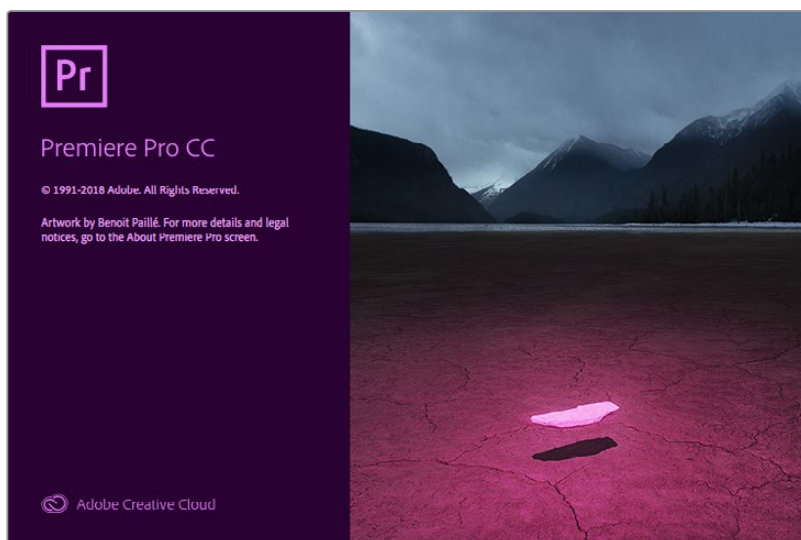 Pr
Premiere Pro CC
© 1991-2018 Adobe. All Rights Reserved.
Artwork by Benoit Paillé. For more details and legal
notices, go to the About Premiere Pro screen.
Adobe Creative Cloud